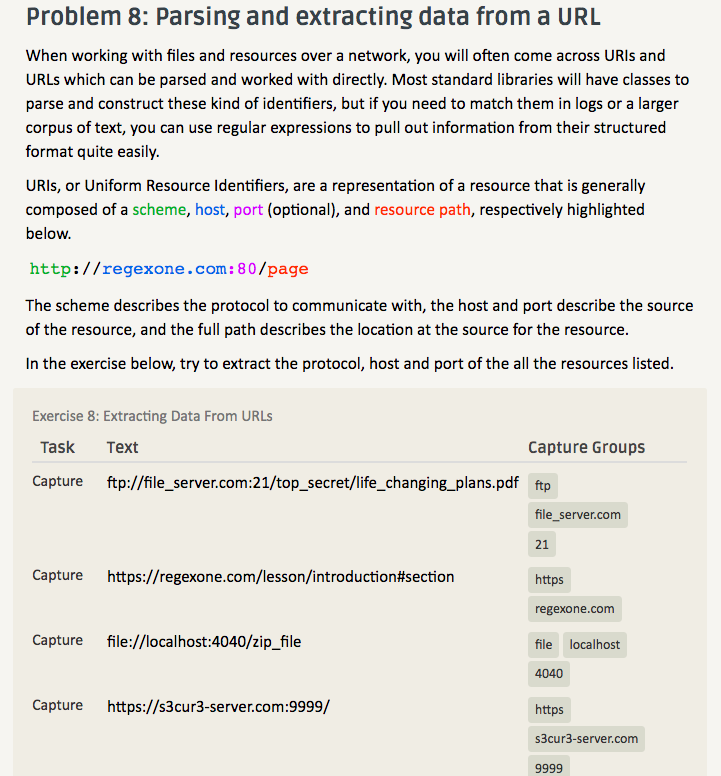 Problem 8: Parsing and extracting data from a URL
When working with files and resources over a network, you will often come across URIs and
URLs which can be parsed and worked with directly. Most standard libraries will have classes to
parse and construct these kind of identifiers, but if you need to match them in logs or a larger
corpus of text, you can use regular expressions to pull out information from their structured
format quite easily.
URIs, or Uniform Resource Identifiers, are a representation of a resource that is generally
composed of a scheme, host, port (optional), and resource path, respectively highlighted
below.
http://regexone.com:80/page
The scheme describes the protocol to communicate with, the host and port describe the source
of the resource, and the full path describes the location at the source for the resource.
In the exercise below, try to extract the protocol, host and port of the all the resources listed.
Exercise 8: Extracting Data From URLs
Task Text Capture Groups
Capture ftp://file_server.com:21/top_secret/life_changing_plans.pdf ftp
file_server.com
21
Capture https://regexone.com/lesson/introduction#section https
regexone.com
Capture file://localhost:4040/zip_file file localhost
4040
Capture https://s3cur3-server.com:9999/ https
s3cur3-server.com
9999